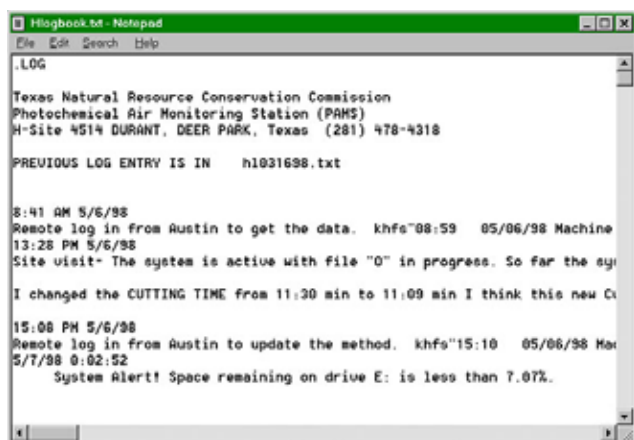 Hlogbook.txt - Notepad
File Edit Search Help
.LOG
Texas Natural Resource Conservation Commission
Photochemical Air Monitoring Station (PAMS)
H-Site 4514 DURANT, DEER PARK, Texas (281) 478-4318
PREVIOUS LOG ENTRY IS IN hl031698.txt
8:41 AM 5/6/98
Remote log in from Austin to get the data. khfs~08:59 05/06/98 Machine
13:28 PM 5/6/98
Site visit- The system is active with file "O" in progress. So far the sy
I changed the CUTTING TIME from 11:30 min to 11:09 min I think this new Cu
15:08 PM 5/6/98
Remote log in from Austin to update the method. khfs~15:10 05/06/98 Mac
5/7/98 0:02:52
System Alert! Space remaining on drive E: is less than 7.07%.